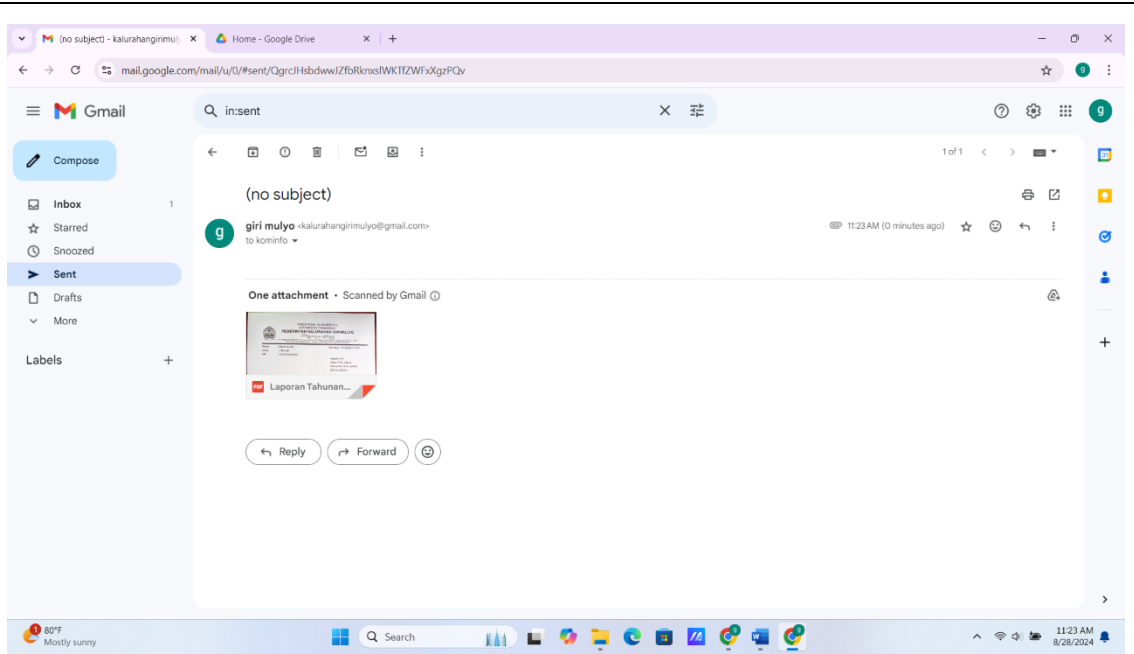 (no subject) - kalurahangirimuly
Home - Google Drive
mail.google.com/mail/u/0/#sent/QgrcJHsbdwwJZfbRknxslWKTfZWFxXgzPQv
g
Gmail
in:sent
g
Compose
1 of 1
31
(no subject)
Inbox 1
Starred
Snoozed
Sent
Drafts
More
Labels
g
giri mulyo <kalurahangirimulyo@gmail.com>
11:23 AM (0 minutes ago)
to kominfo
One attachment • Scanned by Gmail
PEMERINTAH KALURAHAN GIRIMULYO
PDF Laporan Tahunan...
Reply
Forward
1
80°F
Mostly sunny
Search
11:23 AM
8/28/2024